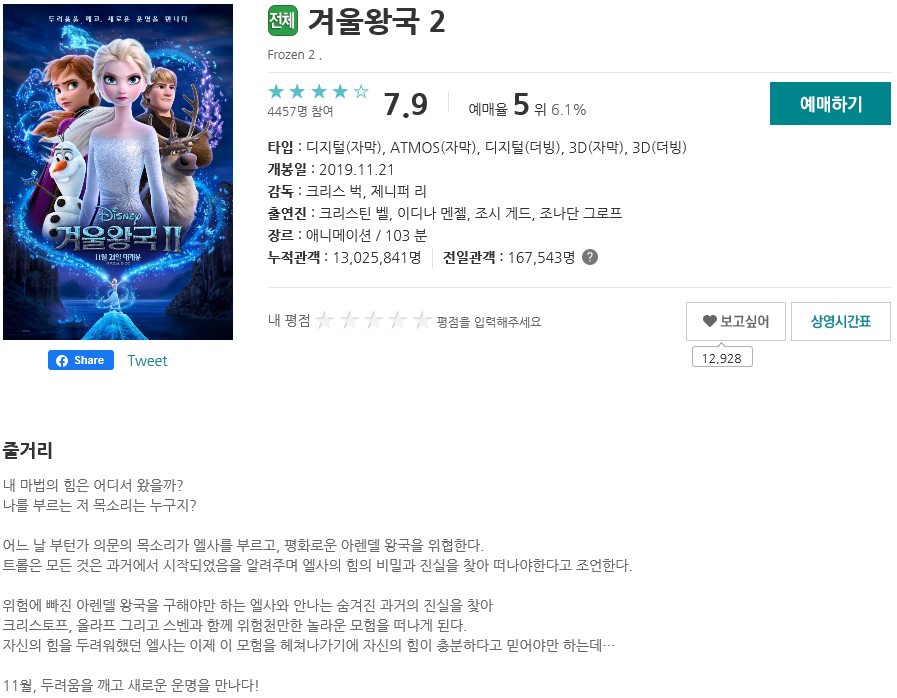 두려움을 깨고, 새로운 운명을 만나다
Disney
겨울왕국 II
11월 21일 대개봉
Share
Tweet
전체 겨울왕국 2
Frozen 2 ,
4457명 참여
7.9
예매율 5 위 6.1%
예매하기
타입 : 디지털(자막), ATMOS(자막), 디지털(더빙), 3D(자막), 3D(더빙)
개봉일 : 2019.11.21
감독 : 크리스 벅, 제니퍼 리
출연진 : 크리스틴 벨, 이디나 멘젤, 조시 게드, 조나단 그로프
장르 : 애니메이션 / 103 분
누적관객 : 13,025,841명 전일관객 : 167,543명 ?
내 평점 평점을 입력해주세요
보고싶어
상영시간표
12,928
줄거리
내 마법의 힘은 어디서 왔을까?
나를 부르는 저 목소리는 누구지?
어느 날 부턴가 의문의 목소리가 엘사를 부르고, 평화로운 아렌델 왕국을 위협한다.
트롤은 모든 것은 과거에서 시작되었음을 알려주며 엘사의 힘의 비밀과 진실을 찾아 떠나야한다고 조언한다.
위험에 빠진 아렌델 왕국을 구해야만 하는 엘사와 안나는 숨겨진 과거의 진실을 찾아
크리스토프, 올라프 그리고 스벤과 함께 위험천만한 놀라운 모험을 떠나게 된다.
자신의 힘을 두려워했던 엘사는 이제 이 모험을 헤쳐나가기에 자신의 힘이 충분하다고 믿어야만 하는데…
11월, 두려움을 깨고 새로운 운명을 만나다!